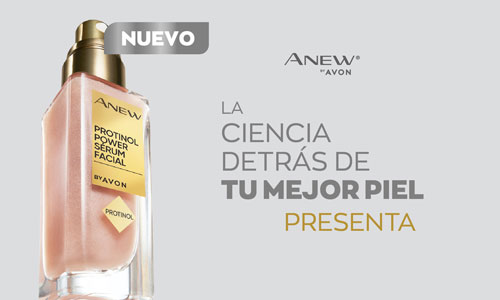 NUEVO
ANEW
PROTINOL
POWER
SÉRUM
FACIAL
BY AVON
PROTINOL
ANEW®
BY AVON
LA
CIENCIA
DETRÁS DE
TU MEJOR PIEL
PRESENTA